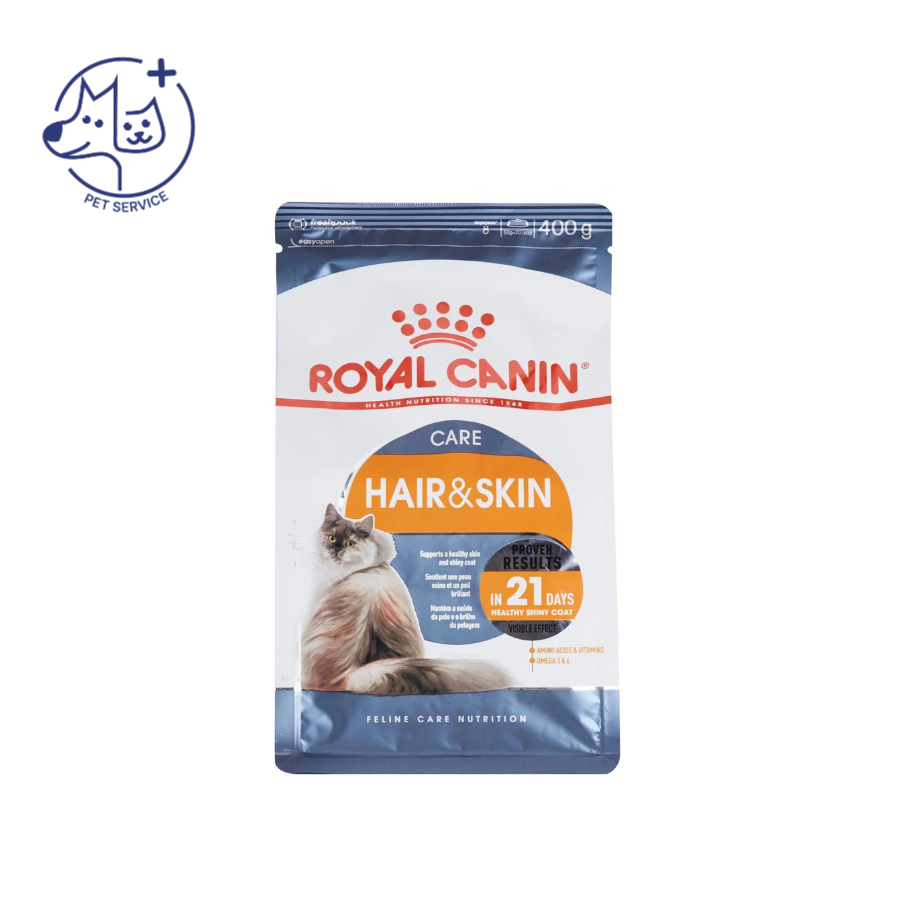 PET SERVICE
freshpack
easyopen
8
400 g
ROYAL CANIN®
HEALTH NUTRITION SINCE 1968
CARE
HAIR&SKIN
Supports a healthy skin
and shiny coat
Soutient une peau
saine et un poil
brillant
Mantém a saúde
da pele e o brilho
da pelagem
PROVEN
RESULTS
IN 21 DAYS
HEALTHY SHINY COAT
VISIBLE EFFECT
AMINO ACIDS & VITAMINS
OMEGA 3 & 6
FELINE CARE NUTRITION